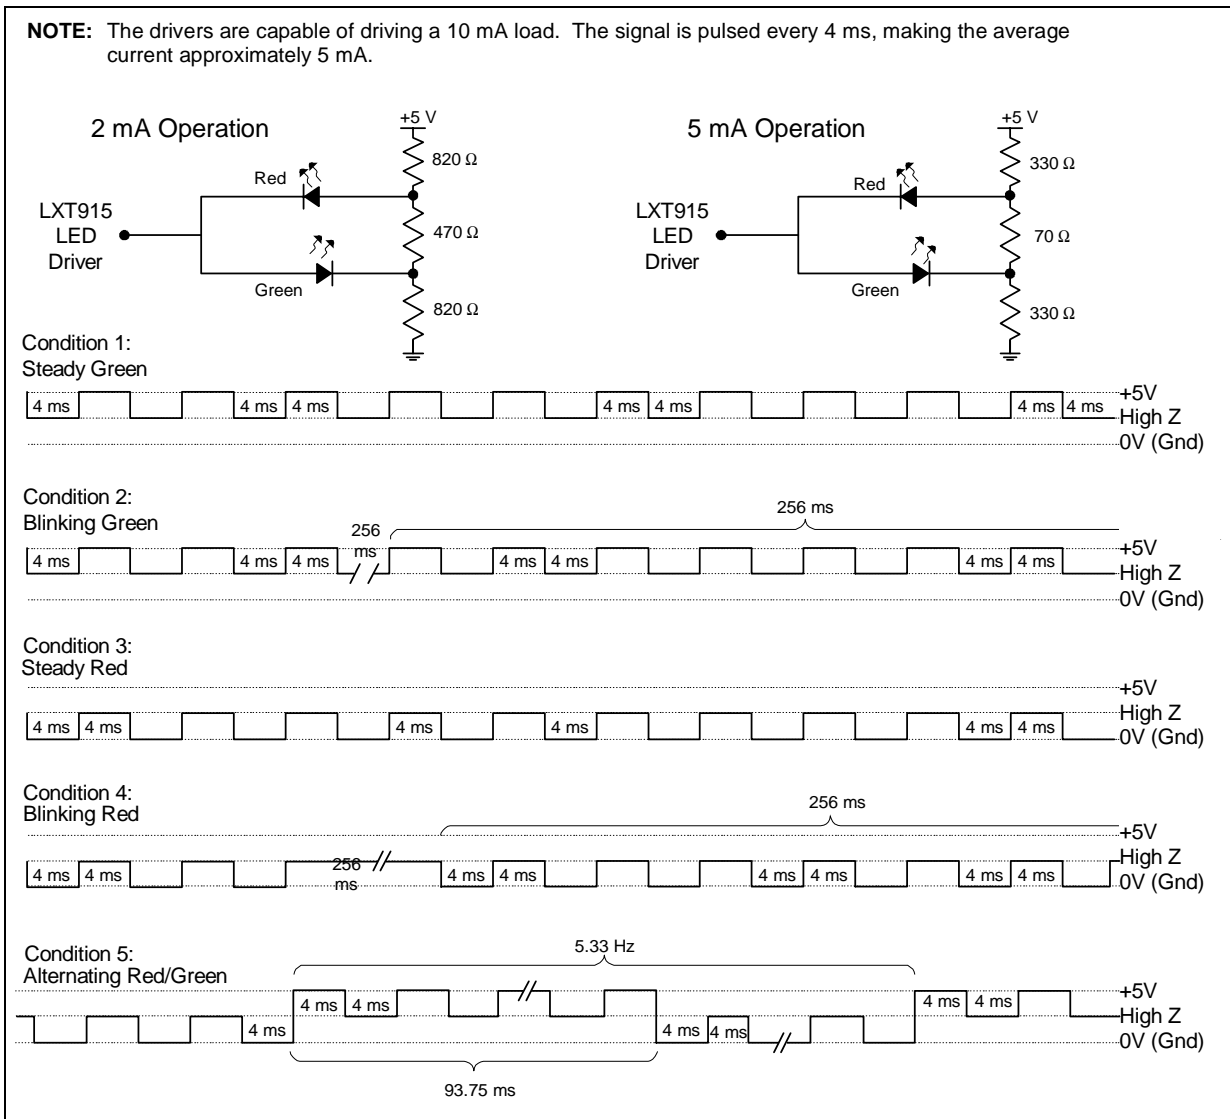 NOTE: The drivers are capable of driving a 10 mA load. The signal is pulsed every 4 ms, making the average
current approximately 5 mA.
2 mA Operation
+5 V
820 Ω
Red
LXT915
LED
Driver
470 Ω
Green
820 Ω
5 mA Operation
+5 V
330 Ω
Red
LXT915
LED
Driver
70 Ω
Green
330 Ω
Condition 1:
Steady Green
4 ms 4 ms 4 ms 4 ms 4 ms 4 ms 4 ms
+5V
High Z
0V (Gnd)
Condition 2:
Blinking Green
256 ms
256
ms
4 ms 4 ms 4 ms 4 ms 4 ms 4 ms 4 ms
+5V
High Z
0V (Gnd)
Condition 3:
Steady Red
+5V
4 ms 4 ms 4 ms 4 ms 4 ms 4 ms
High Z
0V (Gnd)
Condition 4:
Blinking Red
256 ms
+5V
256
ms
4 ms 4 ms 4 ms 4 ms 4 ms 4 ms 4 ms 4 ms
High Z
0V (Gnd)
Condition 5:
Alternating Red/Green
5.33 Hz
4 ms 4 ms 4 ms 4 ms
+5V
High Z
4 ms 4 ms 4 ms
0V (Gnd)
93.75 ms